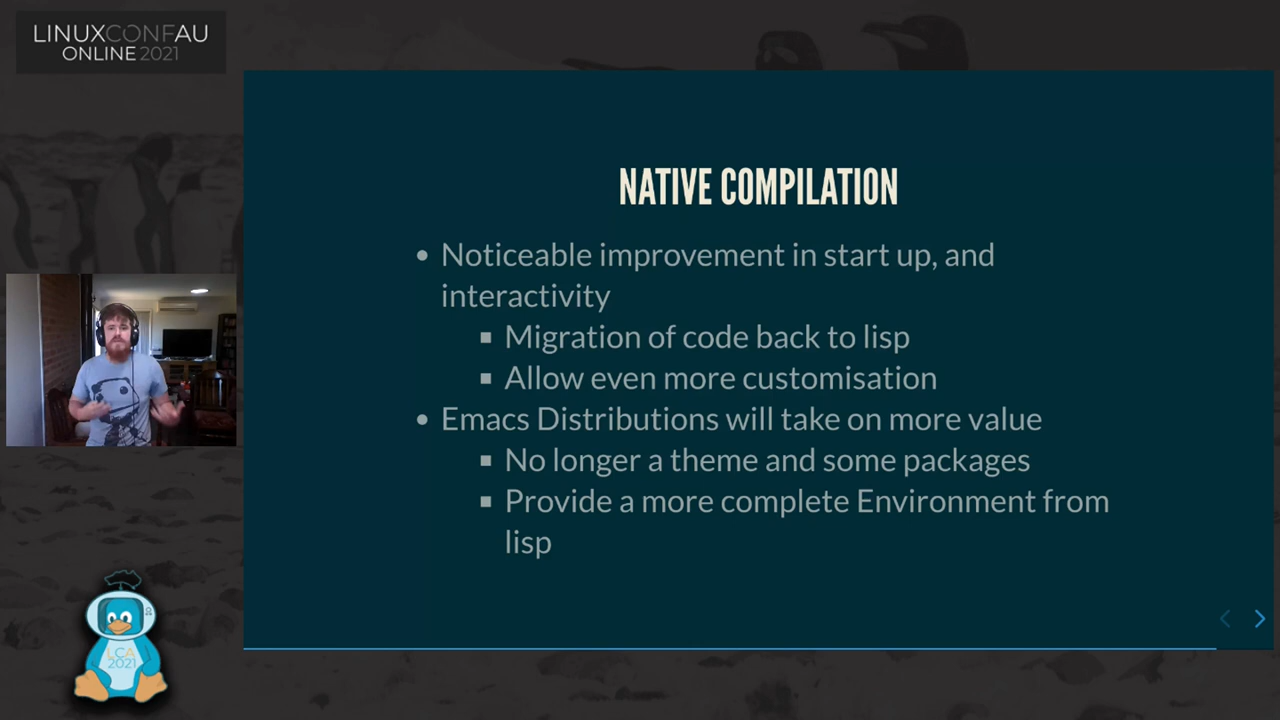 LINUXCONFAU
ONLINE 2021
NATIVE COMPILATION
• Noticeable improvement in start up, and
interactivity
▪ Migration of code back to lisp
▪ Allow even more customisation
• Emacs Distributions will take on more value
▪ No longer a theme and some packages
▪ Provide a more complete Environment from
lisp
LCA
2021